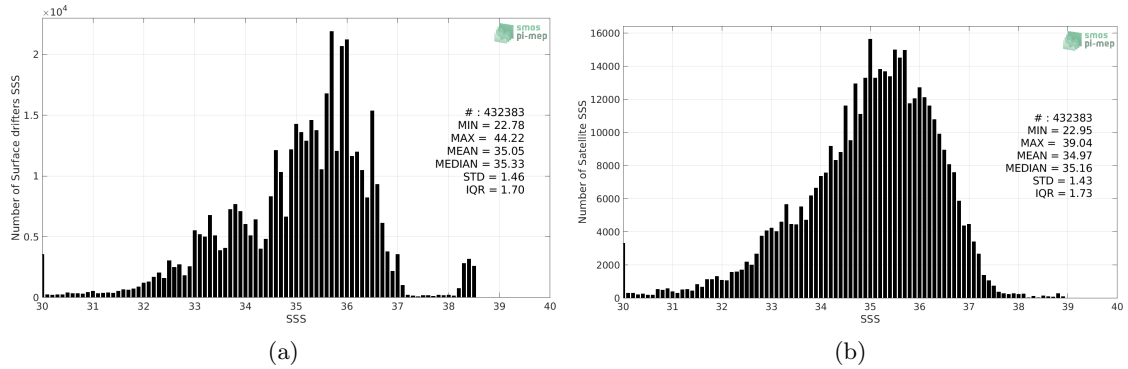 ×10⁴
smos
pi-mep
Number of Surface drifters SSS
2
1.5
1
0.5
0
# : 432383
MIN = 22.78
MAX = 44.22
MEAN = 35.05
MEDIAN = 35.33
STD = 1.46
IQR = 1.70
30 31 32 33 34 35 36 37 38 39 40
SSS
(a)
smos
pi-mep
Number of Satellite SSS
16000
14000
12000
10000
8000
6000
4000
2000
0
# : 432383
MIN = 22.95
MAX = 39.04
MEAN = 34.97
MEDIAN = 35.16
STD = 1.43
IQR = 1.73
30 31 32 33 34 35 36 37 38 39 40
SSS
(b)